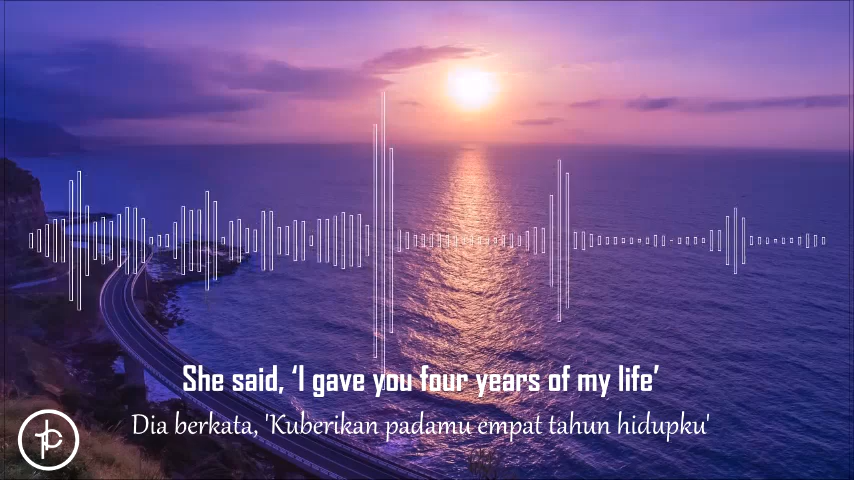 She said, ‘I gave you four years of my life’
Dia berkata, 'Kuberikan padamu empat tahun hidupku'